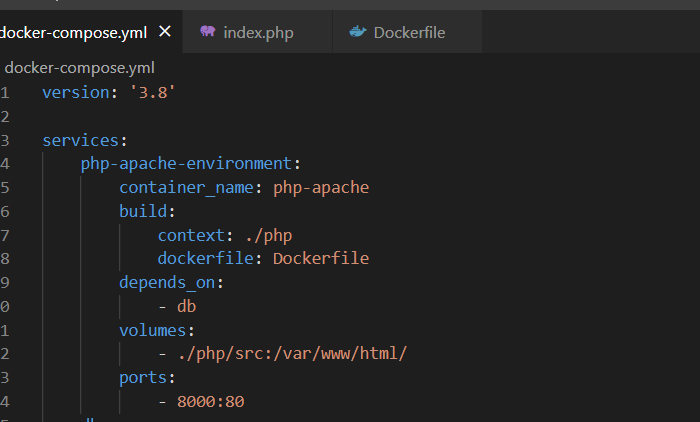 docker-compose.yml × index.php Dockerfile
docker-compose.yml
1 version: '3.8'
2
3 services:
4 php-apache-environment:
5 container_name: php-apache
6 build:
7 context: ./php
8 dockerfile: Dockerfile
9 depends_on:
0 - db
1 volumes:
2 - ./php/src:/var/www/html/
3 ports:
4 - 8000:80